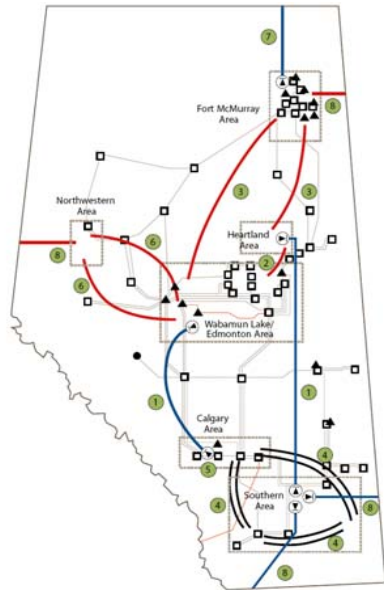 7
Fort McMurray
Area
8
3
3
Northwestern
Area
6
Heartland
Area
8
2
6
Wabamun Lake/
Edmonton Area
1
1
Calgary
Area
5
4
4
4
Southern
Area
8
4
8